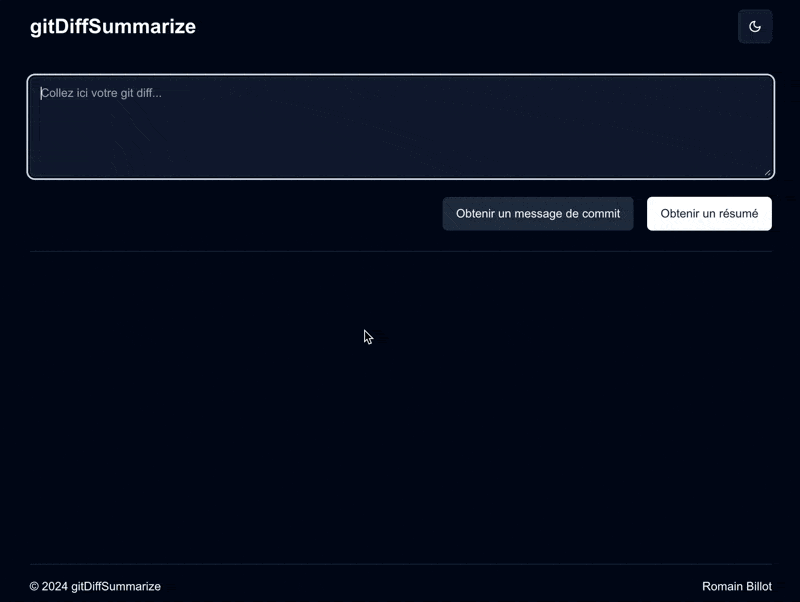 gitDiffSummarize
Collez ici votre git diff...
Obtenir un message de commit
Obtenir un résumé
© 2024 gitDiffSummarize
Romain Billot